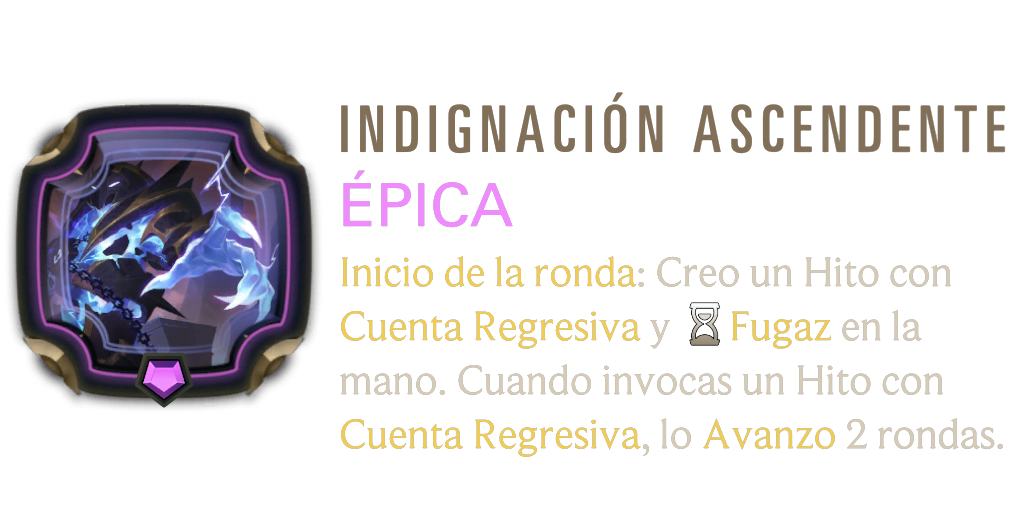 INDIGNACIÓN ASCENDENTE
ÉPICA
Inicio de la ronda: Creo un Hito con
Cuenta Regresiva y Fugaz en la
mano. Cuando invocas un Hito con
Cuenta Regresiva, lo Avanzo 2 rondas.